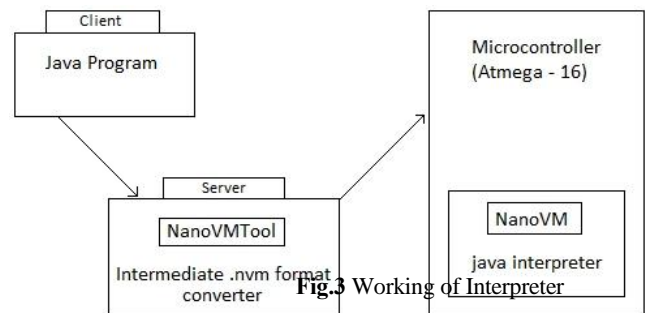 Client
Java Program
Server
NanoVMTool
Intermediate .nvm format
converter
Microcontroller
(Atmega - 16)
NanoVM
java interpreter
Fig.3 Working of Interpreter